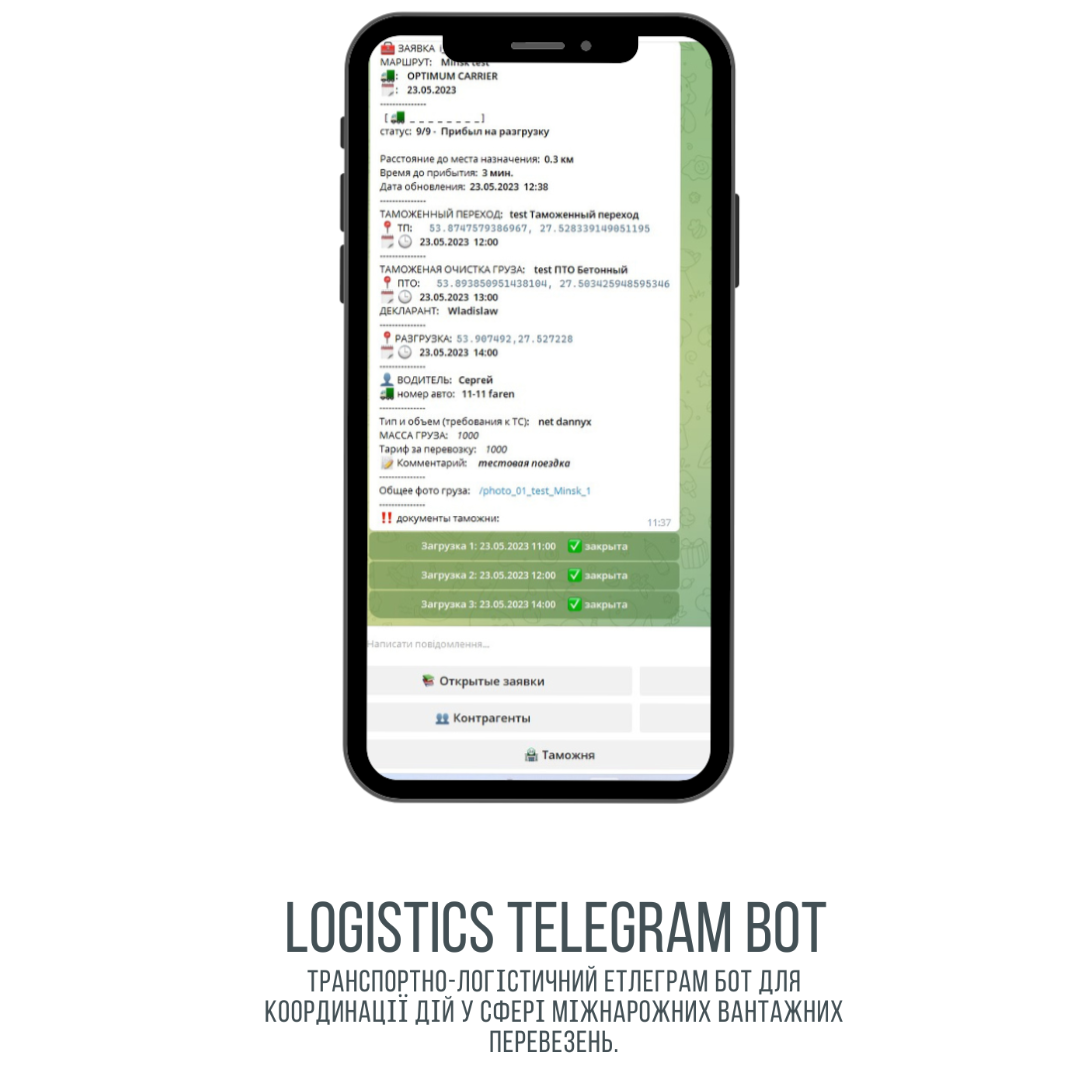 ЗАЯВКА
МАРШРУТ: Minsk test
: OPTIMUM CARRIER
: 23.05.2023
---------------
[ _ _ _ _ _ _ _ _ ]
статус: 9/9 - Прибыл на разгрузку
Расстояние до места назначения: 0.3 км
Время до прибытия: 3 мин.
Дата обновления: 23.05.2023 12:38
---------------
ТАМОЖЕННЫЙ ПЕРЕХОД: test Таможенный переход
ТП: 53.8747579386967, 27.528339149051195
23.05.2023 12:00
---------------
ТАМОЖЕНАЯ ОЧИСТКА ГРУЗА: test ПТО Бетонный
ПТО: 53.893850951438104, 27.503425948595346
23.05.2023 13:00
ДЕКЛАРАНТ: Wladislaw
---------------
РАЗГРУЗКА: 53.907492,27.527228
23.05.2023 14:00
---------------
ВОДИТЕЛЬ: Сергей
номер авто: 11-11 faren
---------------
Тип и объем (требования к ТС): net dannyx
МАССА ГРУЗА: 1000
Тариф за перевозку: 1000
Комментарий: тестовая поездка
---------------
Общее фото груза: /photo_01_test_Minsk_1
---------------
‼️ документы таможни:
11:37
Загрузка 1: 23.05.2023 11:00 ✅ закрыта
Загрузка 2: 23.05.2023 12:00 ✅ закрыта
Загрузка 3: 23.05.2023 14:00 ✅ закрыта
Написати повідомлення...
Открытые заявки
Контрагенты
Таможня
LOGISTICS TELEGRAM BOT
ТРАНСПОРТНО-ЛОГІСТИЧНИЙ ЕТЛЕГРАМ БОТ ДЛЯ
КООРДИНАЦІЇ ДІЙ У СФЕРІ МІЖНАРОЖНИХ ВАНТАЖНИХ
ПЕРЕВЕЗЕНЬ.